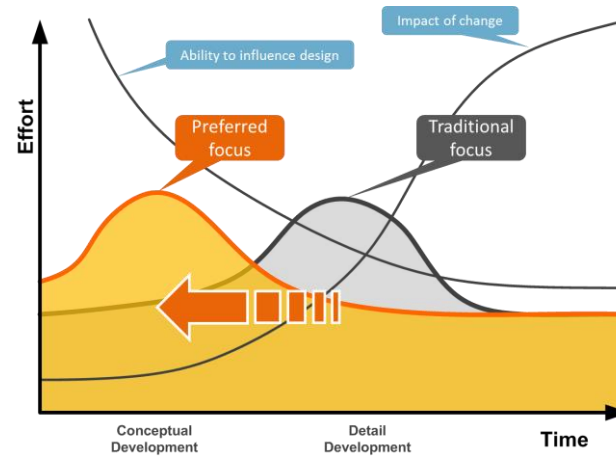 Impact of change
Ability to influence design
Preferred
focus
Traditional
focus
Effort
Conceptual
Development
Detail
Development
Time